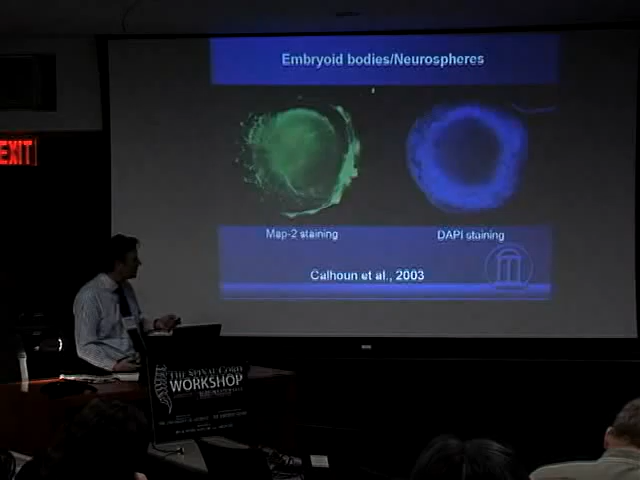 Embryoid bodies/Neurospheres
EXIT
Map-2 staining
DAPI staining
Calhoun et al., 2003
THE SPINAL CORD
WORKSHOP